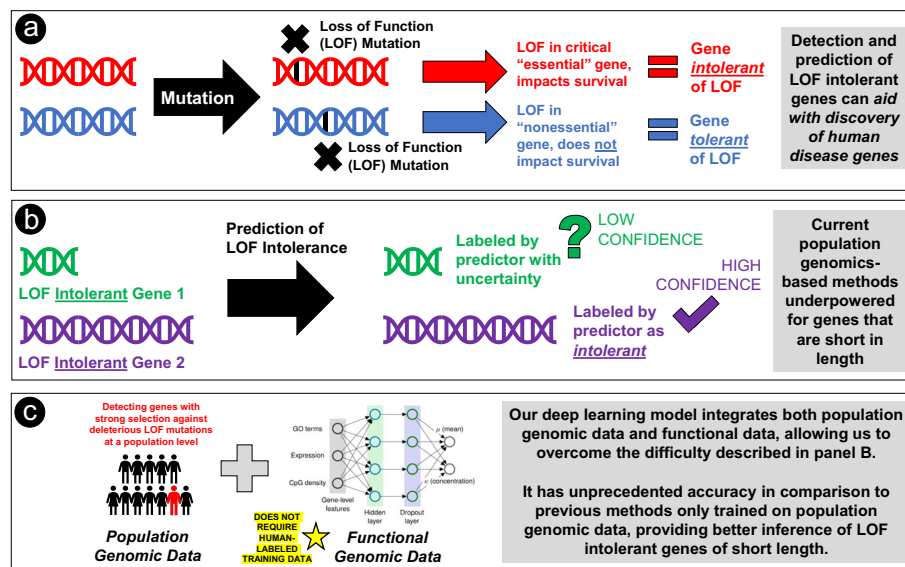 a
Loss of Function
(LOF) Mutation
Mutation
Loss of Function
(LOF) Mutation
LOF in critical
“essential” gene,
impacts survival
Gene
intolerant
of LOF
LOF in
“nonessential”
gene, does not
impact survival
Gene
tolerant
of LOF
Detection and
prediction of
LOF intolerant
genes can aid
with discovery
of human
disease genes
b
LOF Intolerant Gene 1
LOF Intolerant Gene 2
Prediction of
LOF Intolerance
Labeled by
predictor with
uncertainty
?
LOW
CONFIDENCE
HIGH
CONFIDENCE
Labeled by
predictor as
intolerant
Current
population
genomics-
based methods
underpowered
for genes that
are short in
length
c
Detecting genes with
strong selection against
deleterious LOF mutations
at a population level
Population
Genomic Data
GO terms
Expression
CpG density
Gene-level
features
Hidden
layer
Dropout
layer
μ (mean)
κ (concentration)
DOES NOT
REQUIRE
HUMAN-
LABELED
TRAINING DATA
Functional
Genomic Data
Our deep learning model integrates both population
genomic data and functional data, allowing us to
overcome the difficulty described in panel B.
It has unprecedented accuracy in comparison to
previous methods only trained on population
genomic data, providing better inference of LOF
intolerant genes of short length.